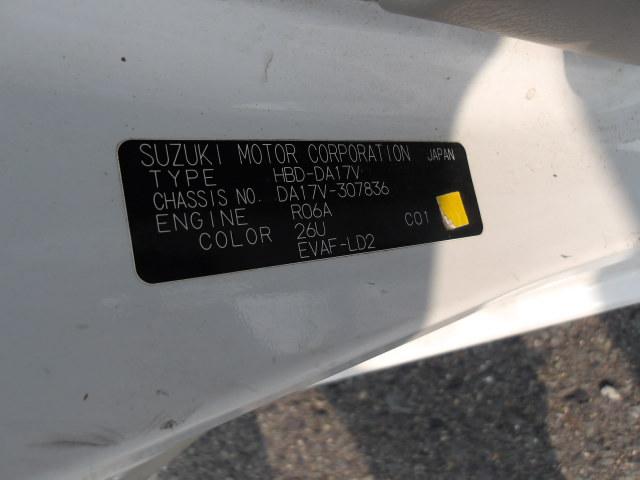 SUZUKI MOTOR CORPORATION JAPAN
TYPE HBD-DA17V
CHASSIS NO. DA17V-307836
ENGINE R06A C01
COLOR 26U
EVAF-LD2